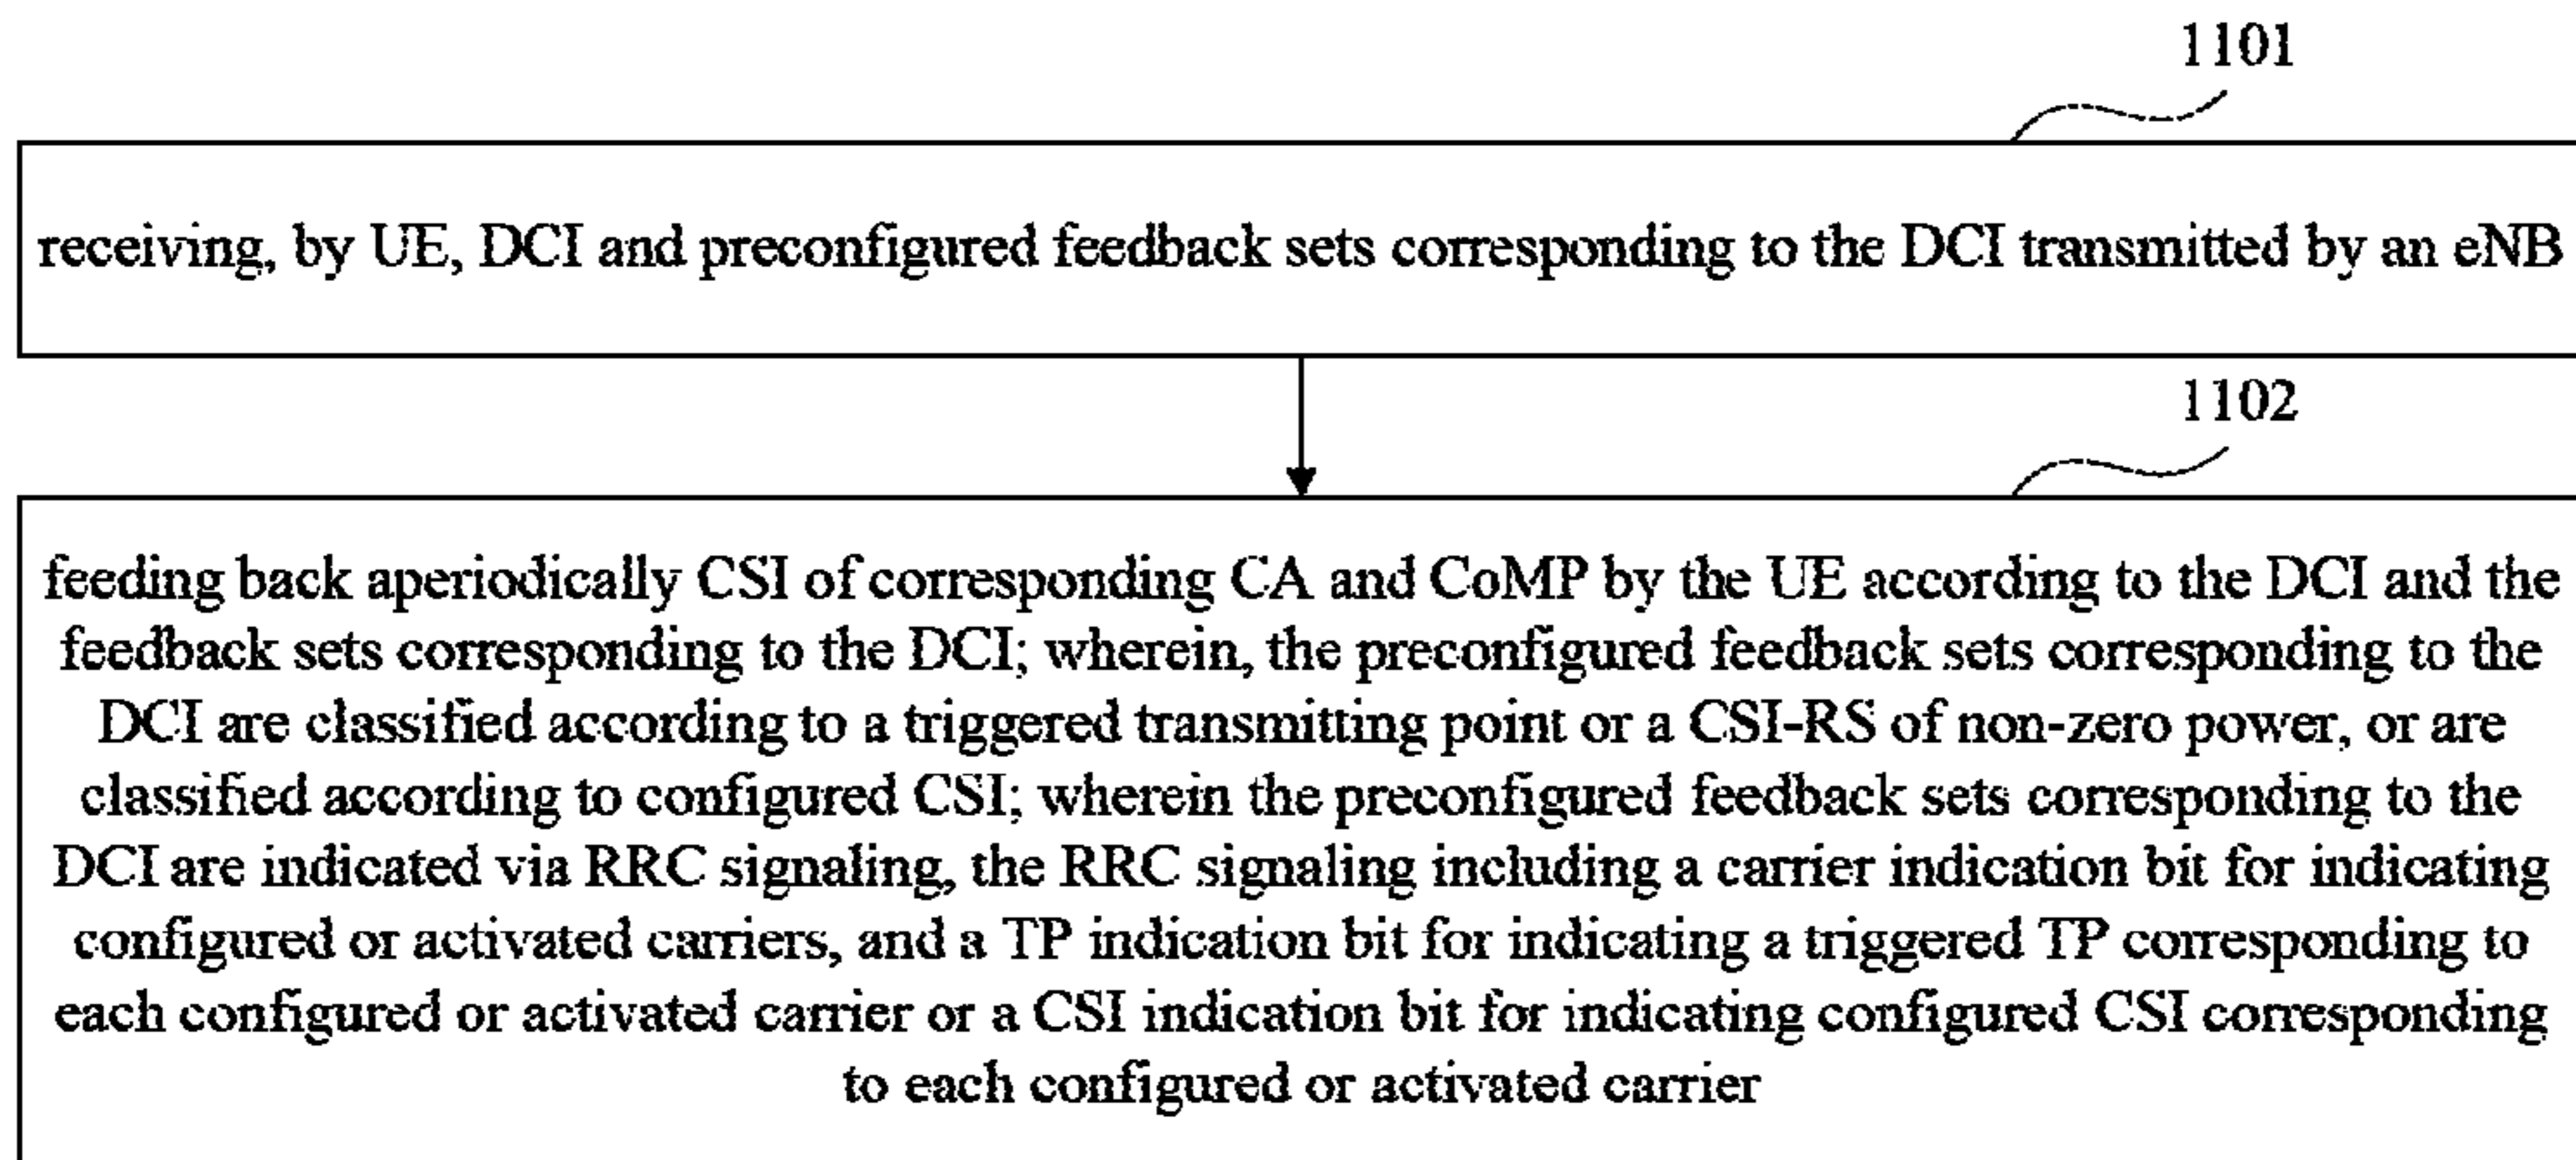 1101
receiving, by UE, DCI and preconfigured feedback sets corresponding to the DCI transmitted by an eNB
1102
feeding back aperiodically CSI of corresponding CA and CoMP by the UE according to the DCI and the
feedback sets corresponding to the DCI; wherein, the preconfigured feedback sets corresponding to the
DCI are classified according to a triggered transmitting point or a CSI-RS of non-zero power, or are
classified according to configured CSI; wherein the preconfigured feedback sets corresponding to the
DCI are indicated via RRC signaling, the RRC signaling including a carrier indication bit for indicating
configured or activated carriers, and a TP indication bit for indicating a triggered TP corresponding to
each configured or activated carrier or a CSI indication bit for indicating configured CSI corresponding
to each configured or activated carrier